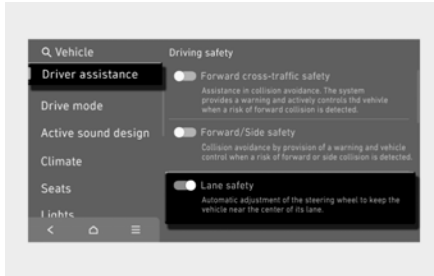 Vehicle
Driving safety
Driver assistance
Forward cross-traffic safety
Assistance in collision avoidance. The system
provides a warning and actively controls thd vehivle
when a risk of forward collision is detected.
Drive mode
Active sound design
Forward/Side safety
Collision avoidance by provision of a warning and vehicle
control when a risk of forward or side collision is detected.
Climate
Seats
Lane safety
Automatic adjustment of the steering wheel to keep the
vehicle near the center of its lane.
Lights